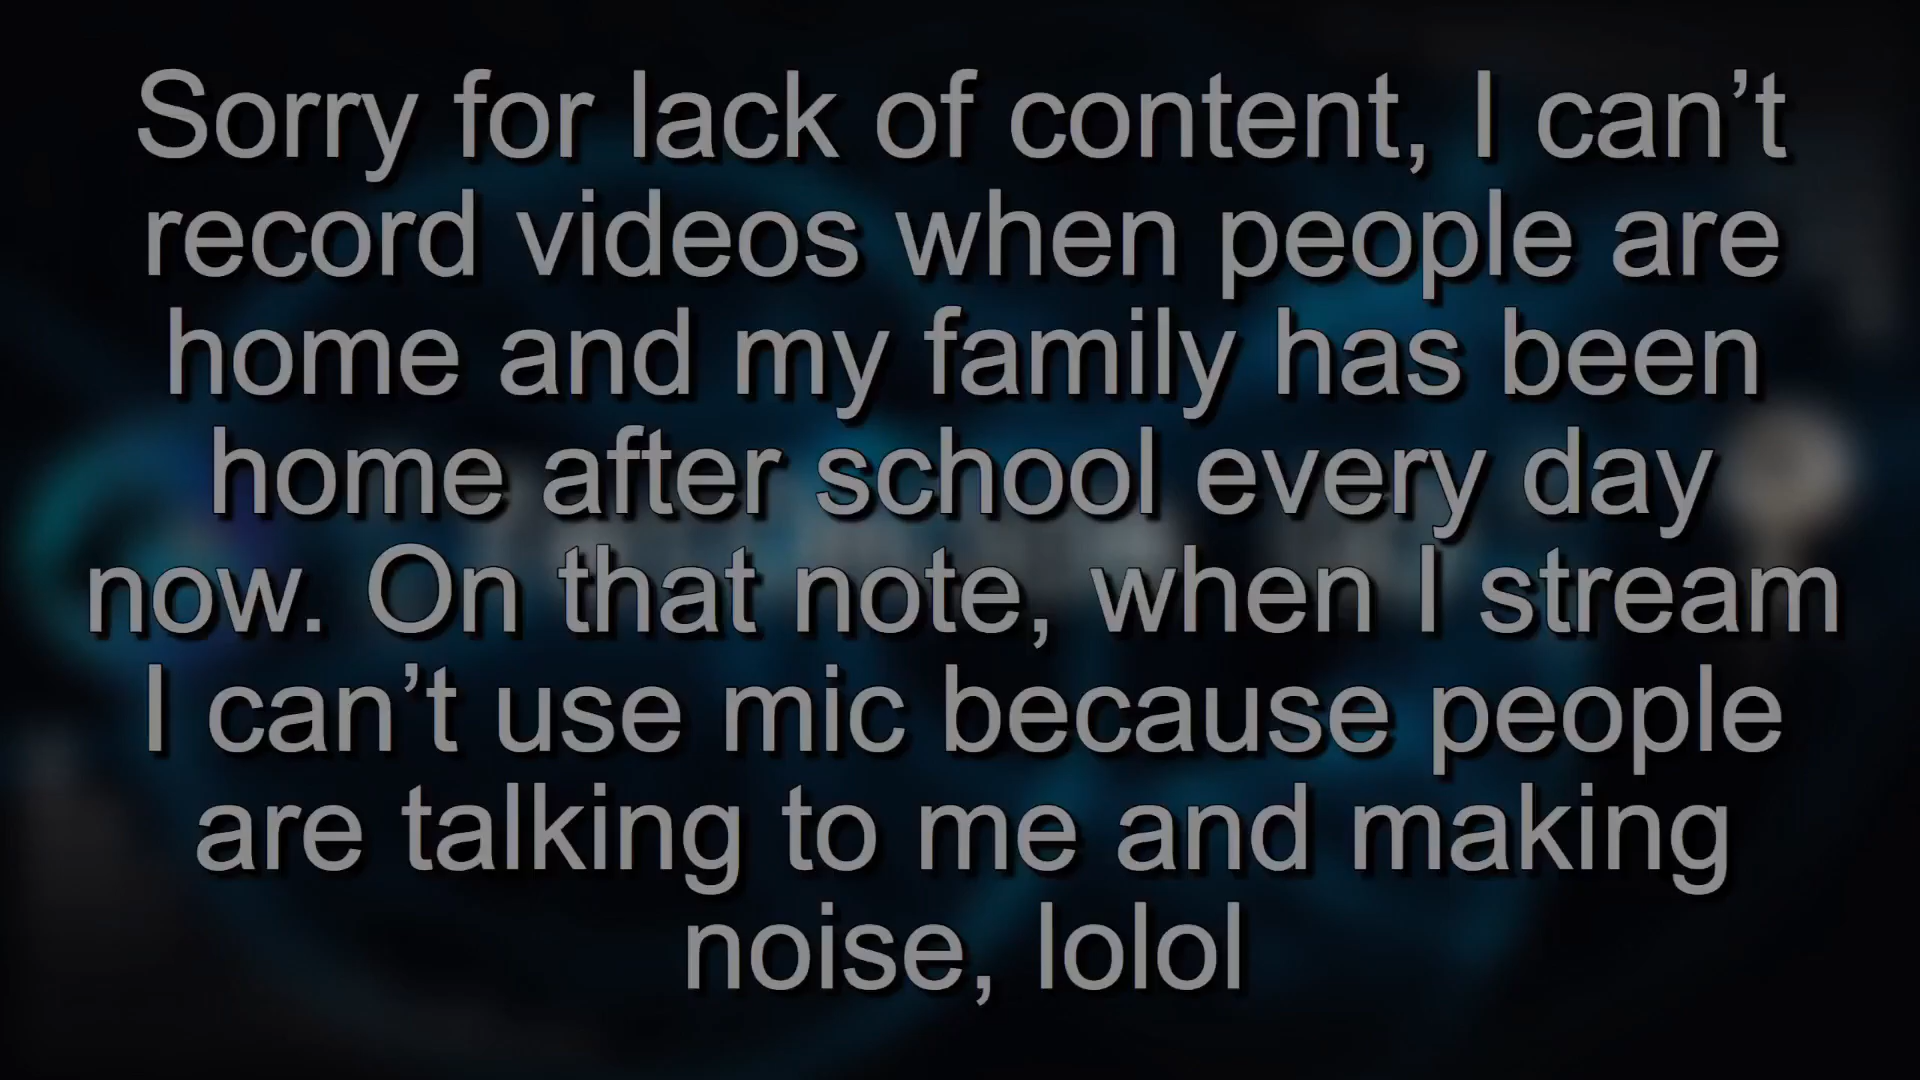 Sorry for lack of content, I can’t
record videos when people are
home and my family has been
home after school every day
now. On that note, when I stream
I can’t use mic because people
are talking to me and making
noise, lolol